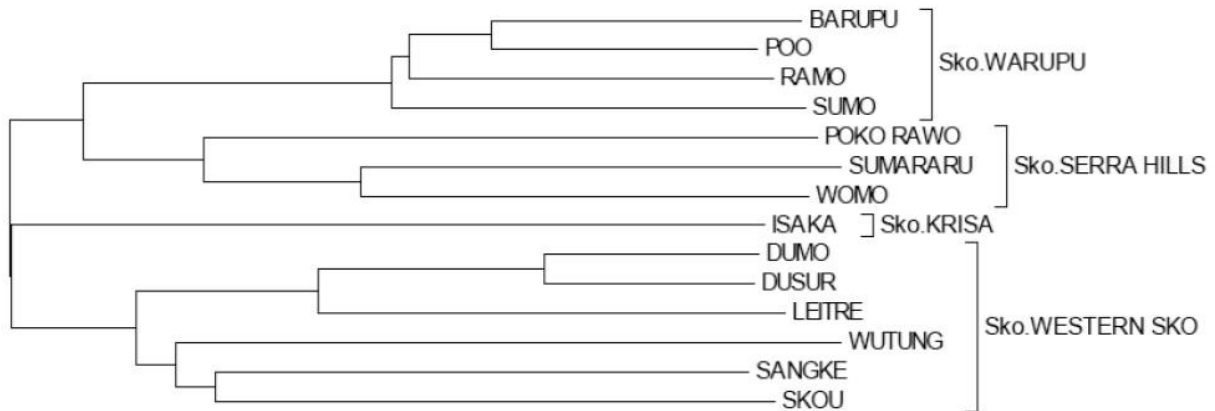 BARUPU
POO
Sko.WARUPU
RAMO
SUMO
POKO RAWO
SUMARARU
Sko.SERRA HILLS
WOMO
ISAKA
Sko.KRISA
DUMO
DUSUR
LEITRE
Sko.WESTERN SKO
WUTUNG
SANGKE
SKOU